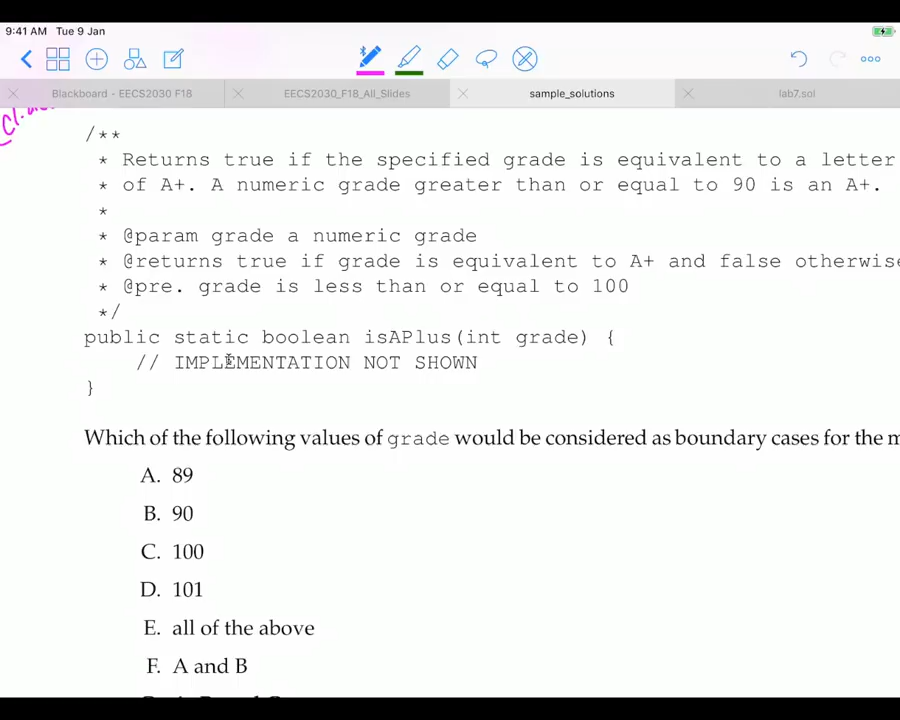 9:41 AM Tue 9 Jan
Blackboard - EECS2030 F18
EECS2030_F18_All_Slides
sample_solutions
lab7.sol
/**
* Returns true if the specified grade is equivalent to a letter
* of A+. A numeric grade greater than or equal to 90 is an A+.
*
* @param grade a numeric grade
* @returns true if grade is equivalent to A+ and false otherwise
* @pre. grade is less than or equal to 100
*/
public static boolean isAPlus(int grade) {
// IMPLEMENTATION NOT SHOWN
}
Which of the following values of grade would be considered as boundary cases for the m
A. 89
B. 90
C. 100
D. 101
E. all of the above
F. A and B